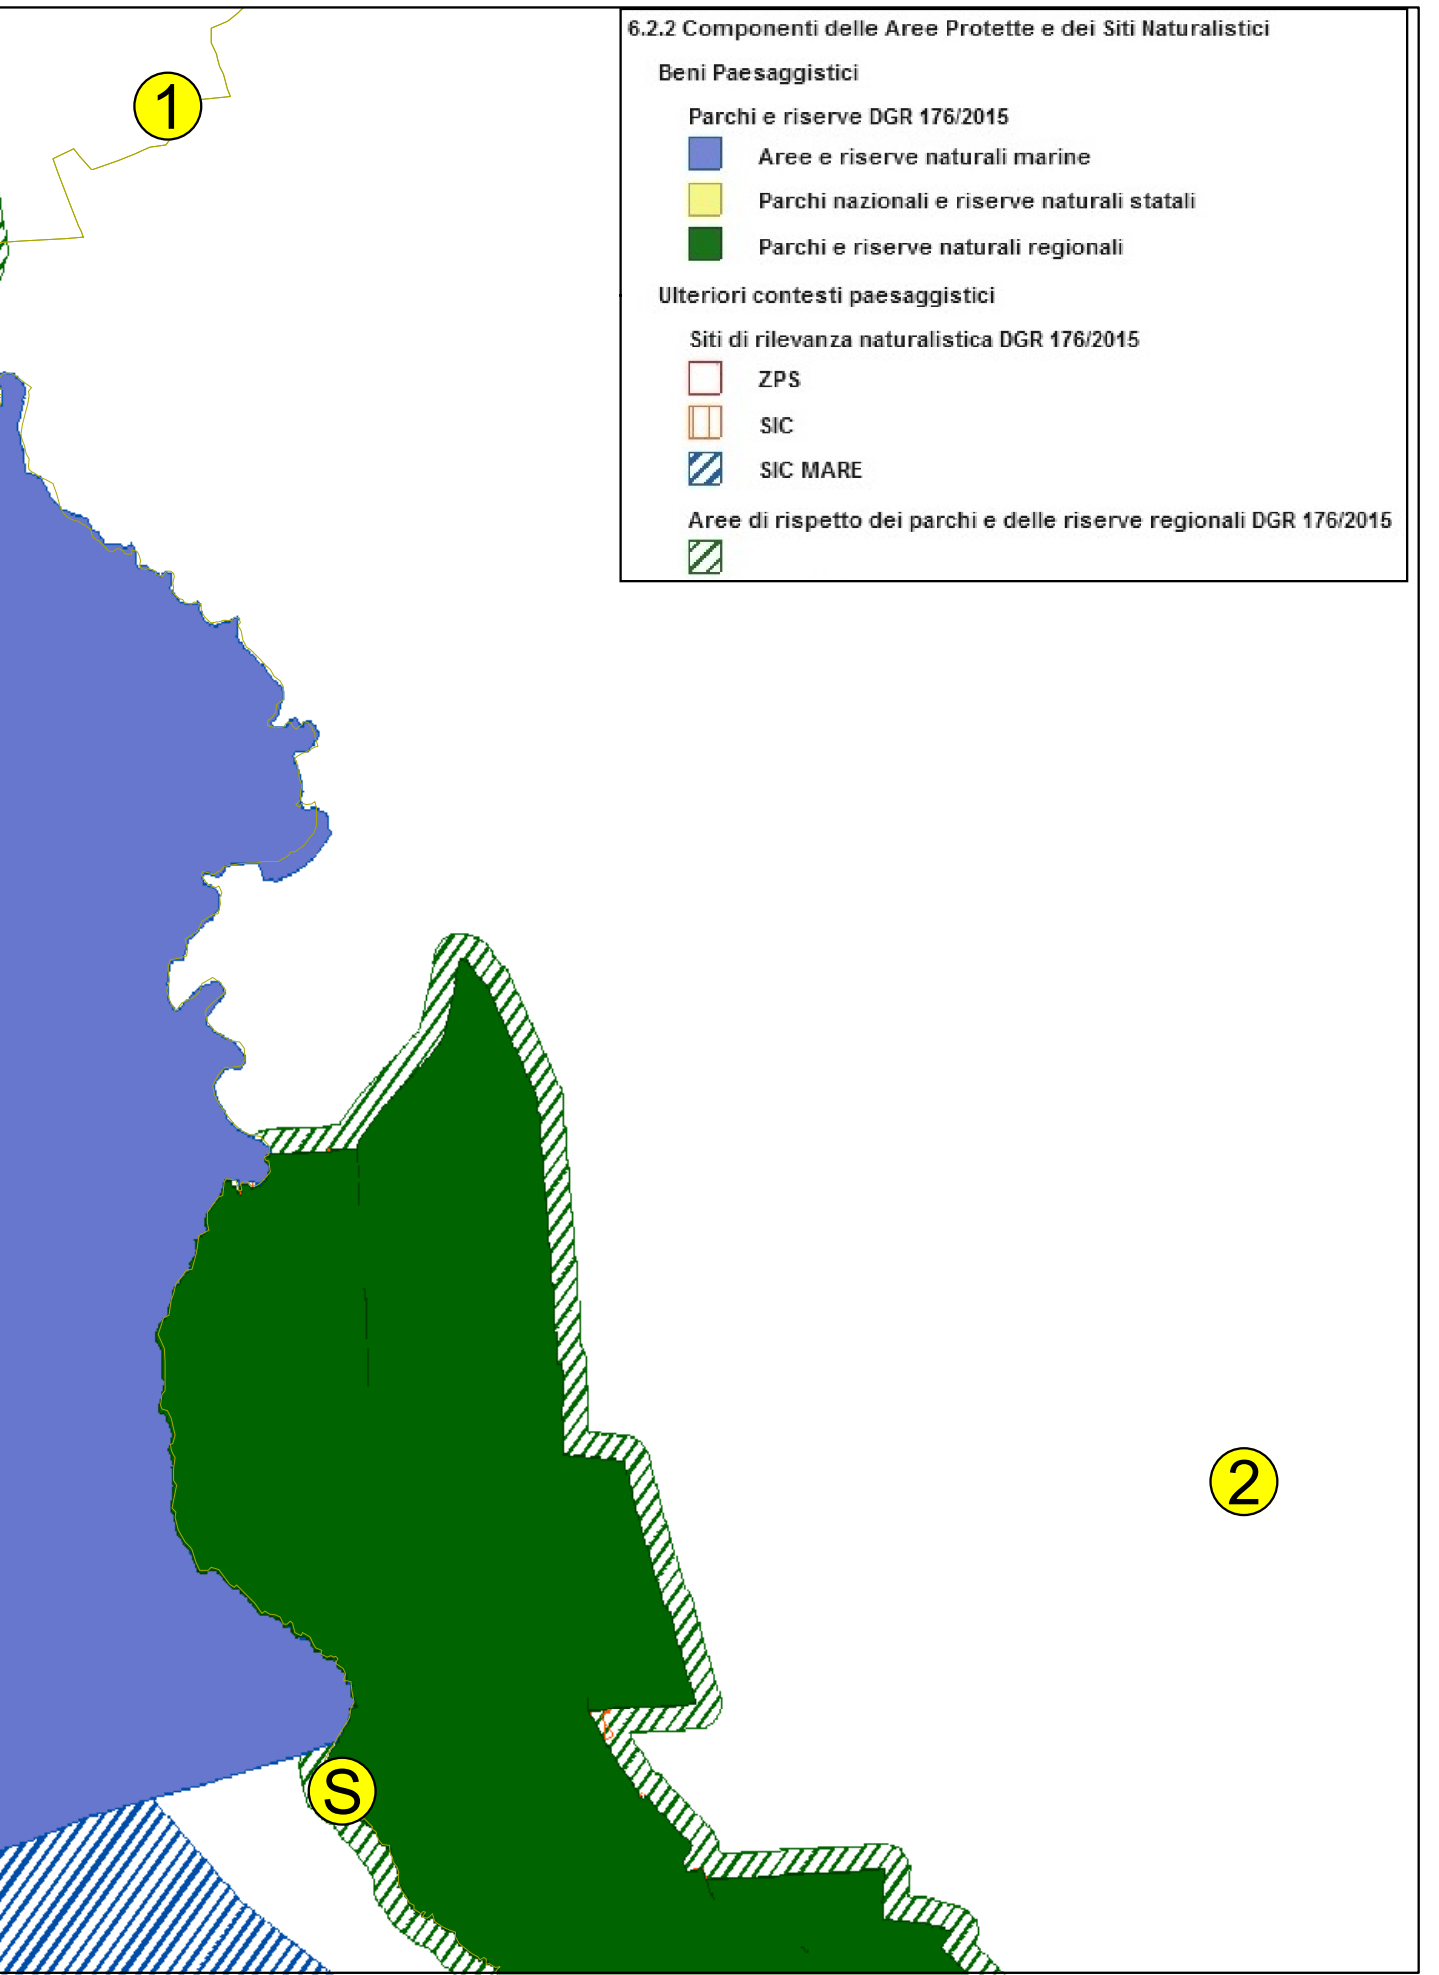 6.2.2 Componenti delle Aree Protette e dei Siti Naturalistici
Beni Paesaggistici
Parchi e riserve DGR 176/2015
Aree e riserve naturali marine
Parchi nazionali e riserve naturali statali
Parchi e riserve naturali regionali
Ulteriori contesti paesaggistici
Siti di rilevanza naturalistica DGR 176/2015
ZPS
SIC
SIC MARE
Aree di rispetto dei parchi e delle riserve regionali DGR 176/2015
1
2
S